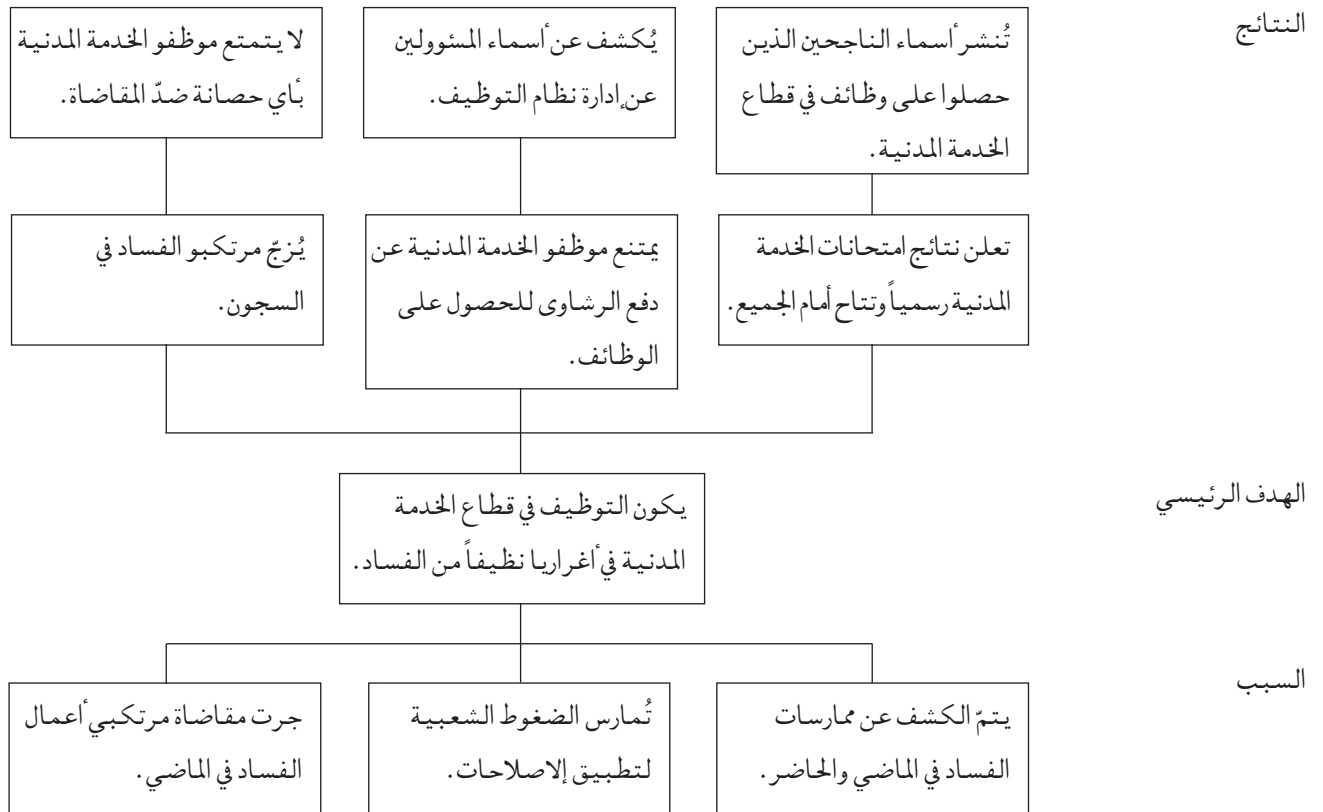 النتائج
تُنشر أسماء الناجحين الذين
حصلوا على وظائف في قطاع
الخدمة المدنية.
يُكشف عن أسماء المسؤولين
عن إدارة نظام التوظيف.
لا يتمتع موظفو الخدمة المدنية
بأي حصانة ضدّ المقاضاة.
تعلن نتائج امتحانات الخدمة
المدنية رسمياً وتتاح أمام الجميع.
يمتنع موظفو الخدمة المدنية عن
دفع الرشاوى للحصول على
الوظائف.
يُزجّ مرتكبو الفساد في
السجون.
الهدف الرئيسي
يكون التوظيف في قطاع الخدمة
المدنية في أغراريا نظيفاً من الفساد.
السبب
يتمّ الكشف عن ممارسات
الفساد في الماضي والحاضر.
تُمارس الضغوط الشعبية
لتطبيق إلاصلاحات.
جرت مقاضاة مرتكبي أعمال
الفساد في الماضي.